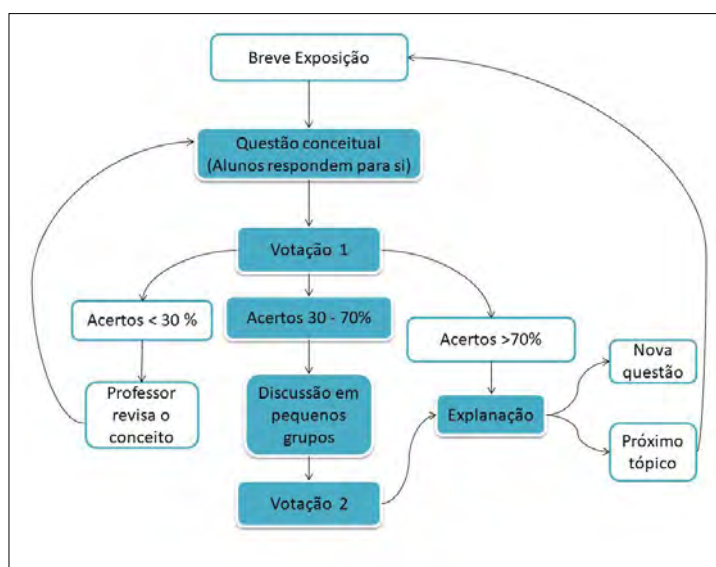 Breve Exposição
Questão conceitual
(Alunos respondem para si)
Votação 1
Acertos < 30 %
Acertos 30 - 70%
Acertos >70%
Professor
revisa o
conceito
Discussão em
pequenos
grupos
Votação 2
Explanação
Nova
questão
Próximo
tópico